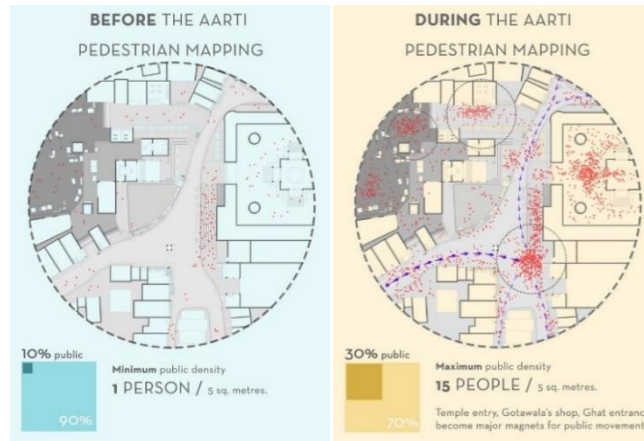 BEFORE THE AARTI
PEDESTRIAN MAPPING
10% public
90%
Minimum public density
1 PERSON / 5 sq. metres.
DURING THE AARTI
PEDESTRIAN MAPPING
30% public
70%
Maximum public density
15 PEOPLE / 5 sq. metres.
Temple entry, Gotawala's shop, Ghat entranc
become major magnets for public movement